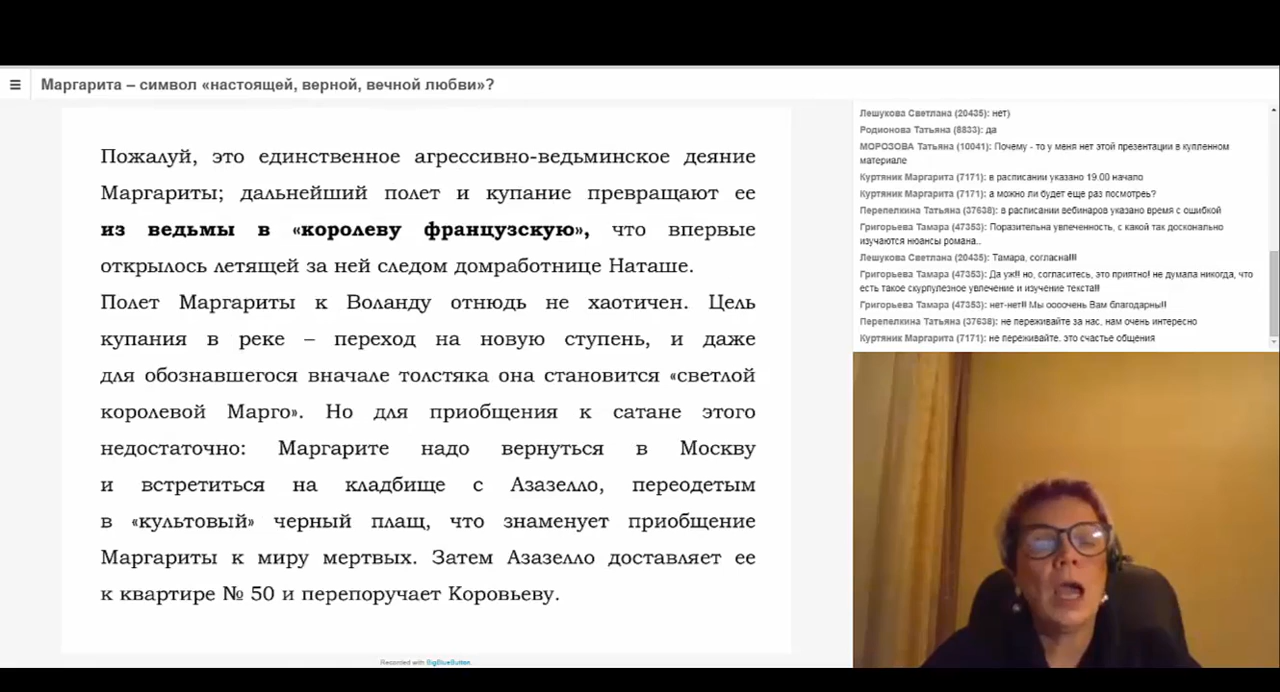 Маргарита – символ «настоящей, верной, вечной любви»?
Пожалуй, это единственное агрессивно-ведьминское деяние
Маргариты; дальнейший полет и купание превращают ее
из ведьмы в «королеву французскую», что впервые
открылось летящей за ней следом домработнице Наташе.
Полет Маргариты к Воланду отнюдь не хаотичен. Цель
купания в реке – переход на новую ступень, и даже
для обознавшегося вначале толстяка она становится «светлой
королевой Марго». Но для приобщения к сатане этого
недостаточно: Маргарите надо вернуться в Москву
и встретиться на кладбище с Азазелло, переодетым
в «культовый» черный плащ, что знаменует приобщение
Маргариты к миру мертвых. Затем Азазелло доставляет ее
к квартире № 50 и перепоручает Коровьеву.
Recorded with BigBlueButton.
Лешукова Светлана (20435): нет)
Родионова Татьяна (8833): да
МОРОЗОВА Татьяна (10041): Почему - то у меня нет этой презентации в купленном
материале
Куртяник Маргарита (7171): в расписании указано 19.00 начало
Куртяник Маргарита (7171): а можно ли будет еще раз посмотреь?
Перепелкина Татьяна (37638): в расписании вебинаров указано время с ошибкой
Григорьева Тамара (47353): Поразительна увлеченность, с какой так досконально
изучаются нюансы романа..
Лешукова Светлана (20435): Тамара, согласна!!!
Григорьева Тамара (47353): Да уж!! но, согласитесь, это приятно! не думала никогда, что
есть такое скурпулезное увлечение и изучение текста!!
Григорьева Тамара (47353): нет-нет!! Мы оооочень Вам благодарны!!
Перепелкина Татьяна (37638): не переживайте за нас, нам очень интересно
Куртяник Маргарита (7171): не переживайте. это счастье общения